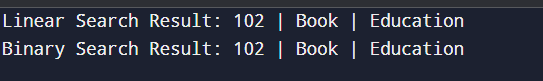 Linear Search Result: 102 | Book | Education
Binary Search Result: 102 | Book | Education